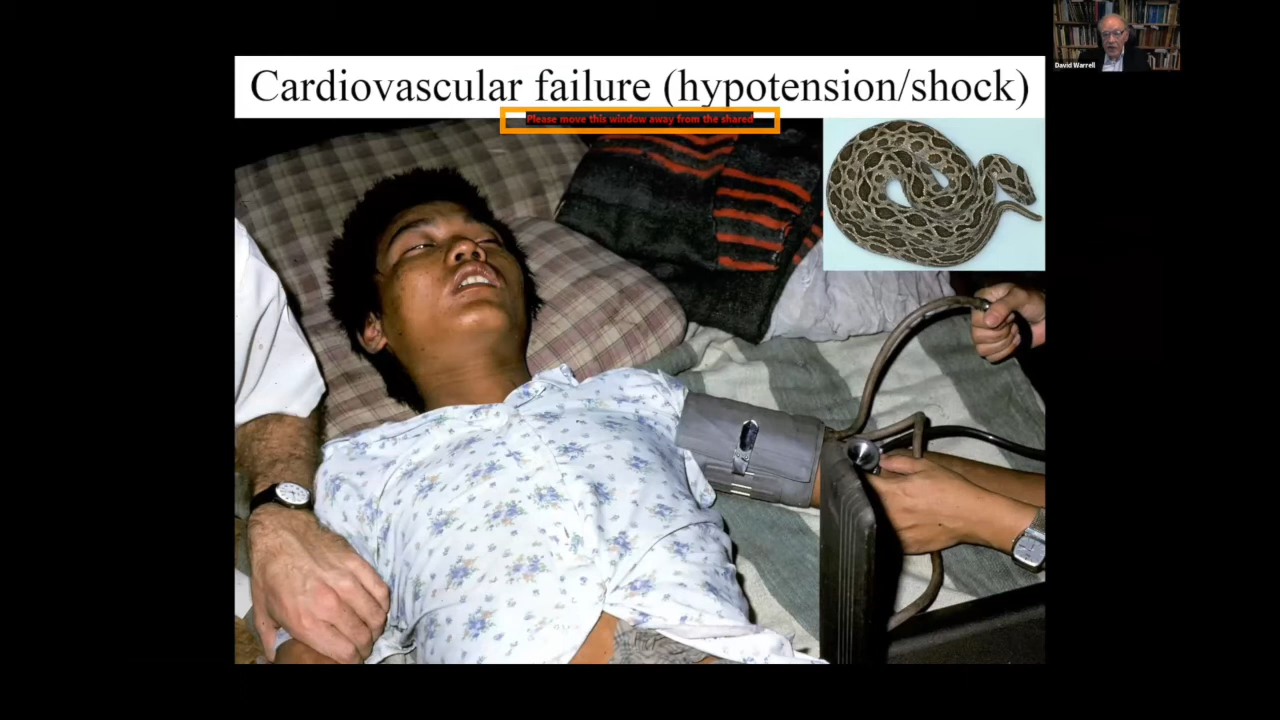 David Warrell
Cardiovascular failure (hypotension/shock)
Please move this window away from the shared